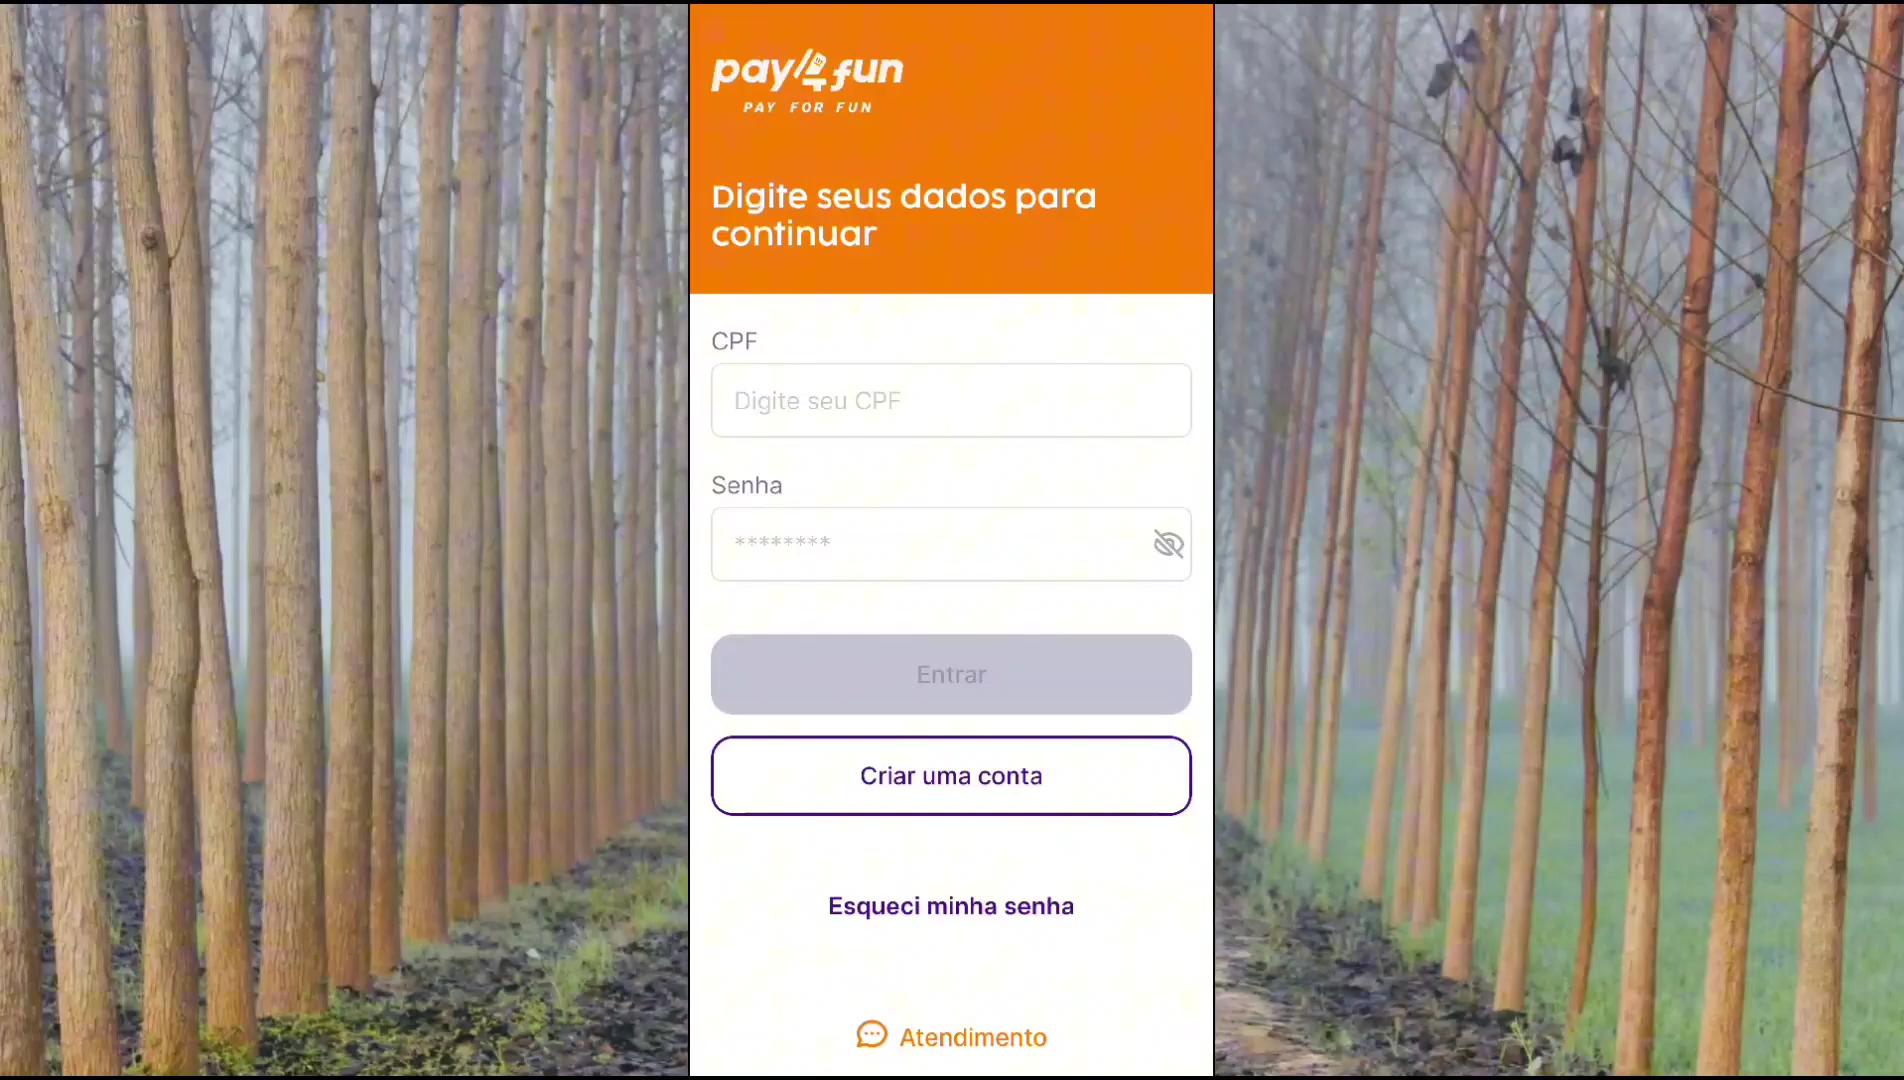 pay4fun
PAY FOR FUN
Digite seus dados para
continuar
CPF
Digite seu CPF
Senha
********
Entrar
Criar uma conta
Esqueci minha senha
Atendimento